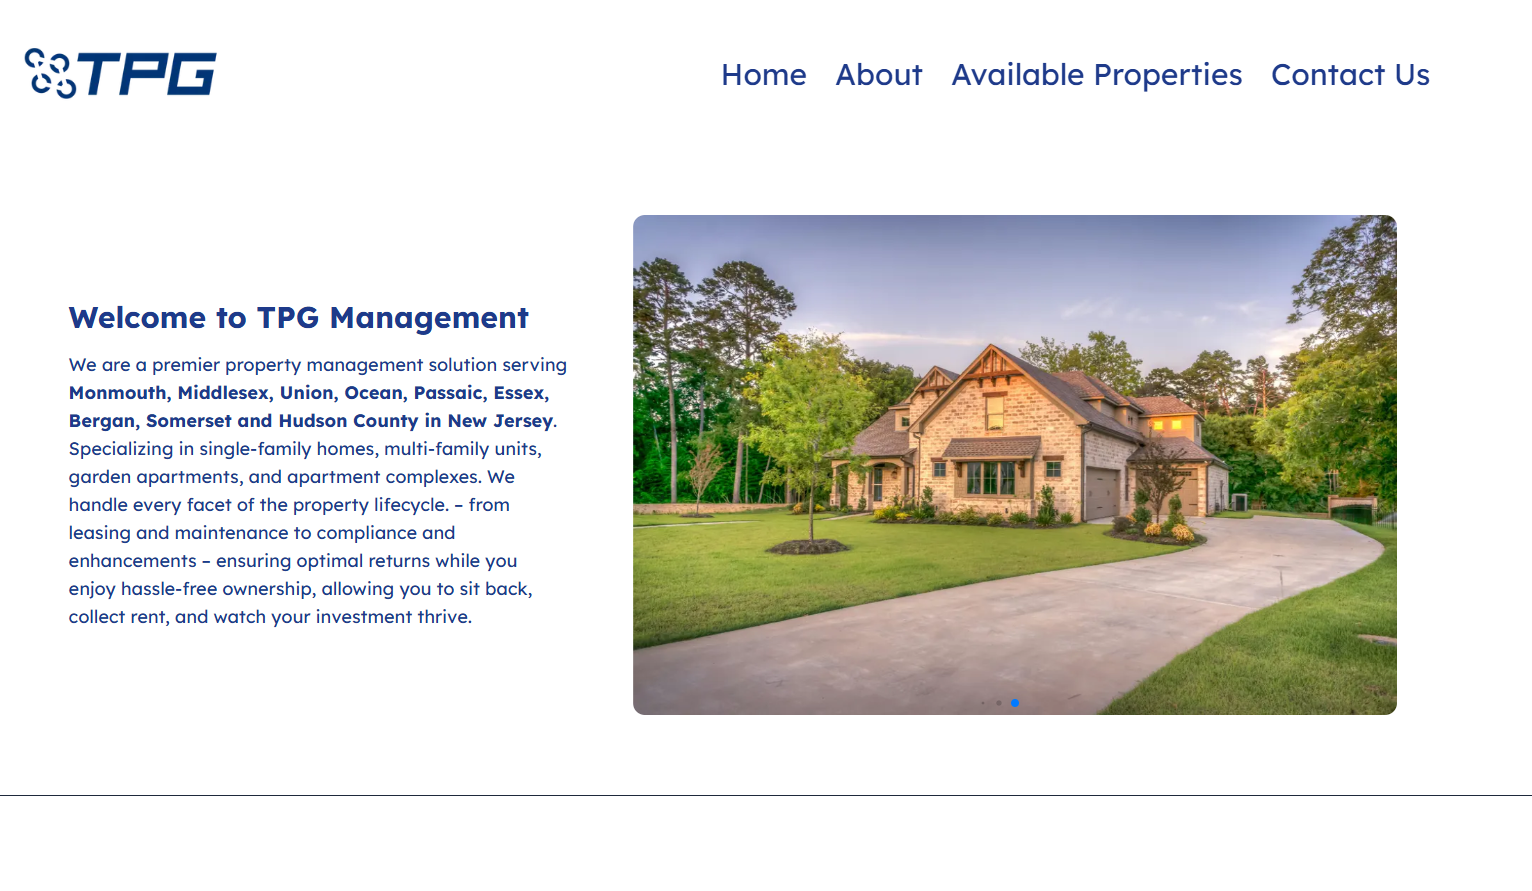 TPG
Home About Available Properties Contact Us
Welcome to TPG Management
We are a premier property management solution serving
Monmouth, Middlesex, Union, Ocean, Passaic, Essex,
Bergan, Somerset and Hudson County in New Jersey.
Specializing in single-family homes, multi-family units,
garden apartments, and apartment complexes. We
handle every facet of the property lifecycle. – from
leasing and maintenance to compliance and
enhancements – ensuring optimal returns while you
enjoy hassle-free ownership, allowing you to sit back,
collect rent, and watch your investment thrive.